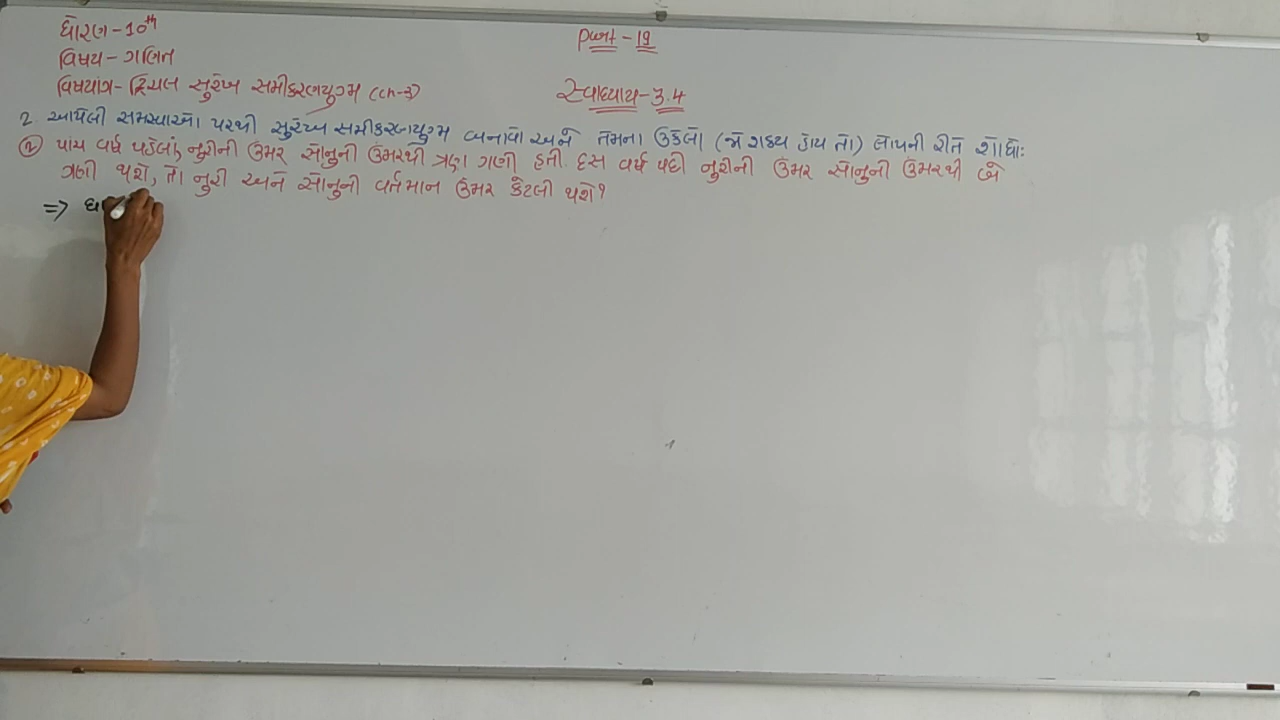 ધોરણ-10th
વિષય-ગણિત
વિષયાંગ-દ્વિચલ સુરેખ સમીકરણયુગ્મ (ch-3)
Part-19
સ્વાધ્યાય-3.4
2. આપેલી સમસ્યાઓ પરથી સુરેખ સમીકરણયુગ્મ બનાવો અને તેમના ઉકેલો (જો શક્ય હોય તો) લોપની રીતે શોધો:
(2) પાંચ વર્ષ પહેલાં, નુરીની ઉંમર સોનુની ઉંમરથી ત્રણ ગણી હતી. દસ વર્ષ પછી નુરીની ઉંમર સોનુની ઉંમરથી બે
ગણી થશે, તો નુરી અને સોનુની વર્તમાન ઉંમર કેટલી થશે?
=>